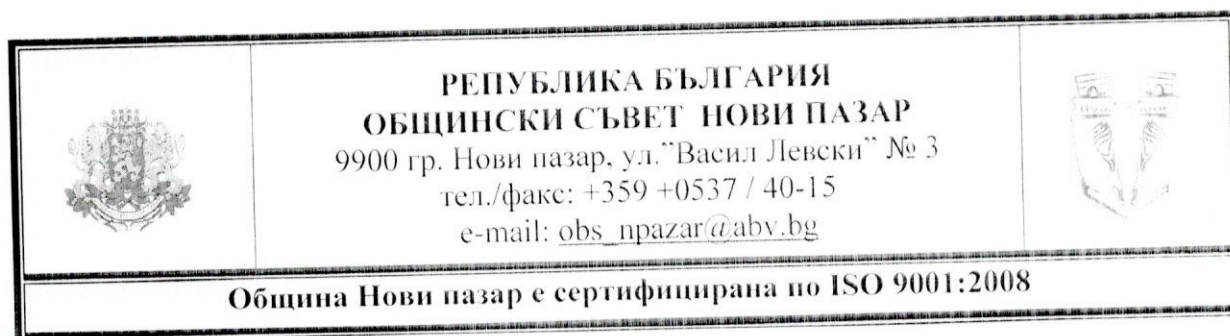 РЕПУБЛИКА БЪЛГАРИЯ
ОБЩИНСКИ СЪВЕТ НОВИ ПАЗАР
9900 гр. Нови пазар, ул.”Васил Левски” № 3
тел./факс: +359 +0537 / 40-15
e-mail: obs_npazar@abv.bg
Община Нови пазар е сертифицирана по ISO 9001:2008